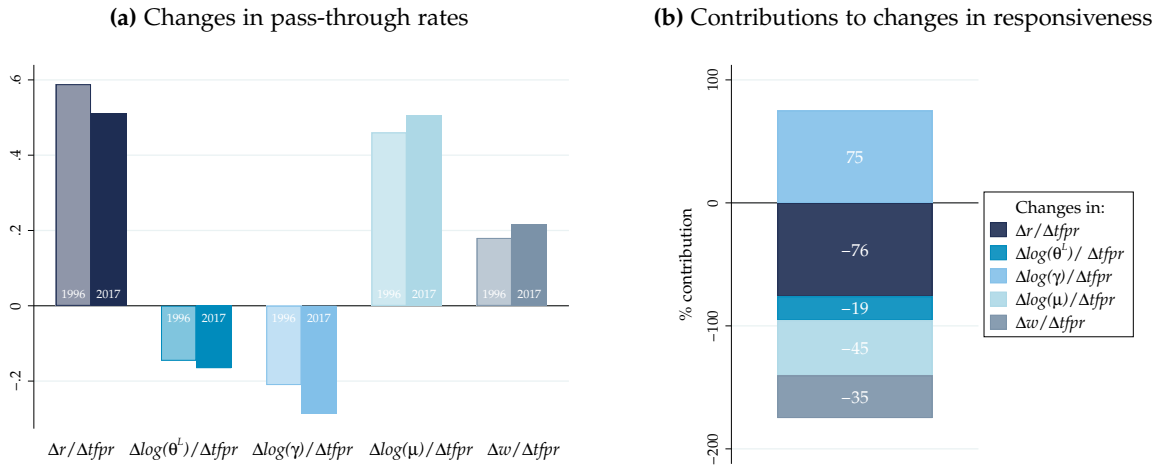 (a) Changes in pass-through rates
.6
.4
.2
0
-.2
1996 2017
1996 2017
1996 2017
1996 2017
1996 2017
Δr/Δtfpr
Δlog(θ^L)/Δtfpr
Δlog(γ)/Δtfpr
Δlog(μ)/Δtfpr
Δw/Δtfpr
(b) Contributions to changes in responsiveness
% contribution
100
0
-100
-200
75
−76
−19
−45
−35
Changes in:
Δr/Δtfpr
Δlog(θ^L)/ Δtfpr
Δlog(γ)/Δtfpr
Δlog(μ)/Δtfpr
Δw/Δtfpr